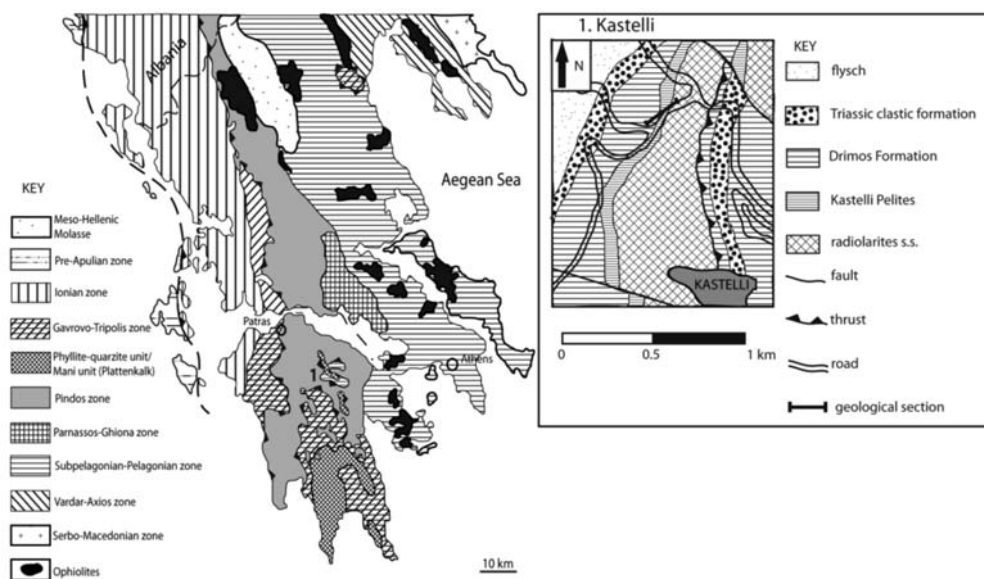 Albania
Aegean Sea
Patras
Athens
1
10 km
KEY
Meso-Hellenic
Molasse
Pre-Apulian zone
Ionian zone
Gavrovo-Tripolis zone
Phyllite-quarzite unit/
Mani unit (Plattenkalk)
Pindos zone
Parnassos-Ghiona zone
Subpelagonian-Pelagonian zone
Vardar-Axios zone
Serbo-Macedonian zone
Ophiolites
1. Kastelli
N
KASTELLI
0 0.5 1 km
KEY
flysch
Triassic clastic formation
Drimos Formation
Kastelli Pelites
radiolarites s.s.
fault
thrust
road
geological section